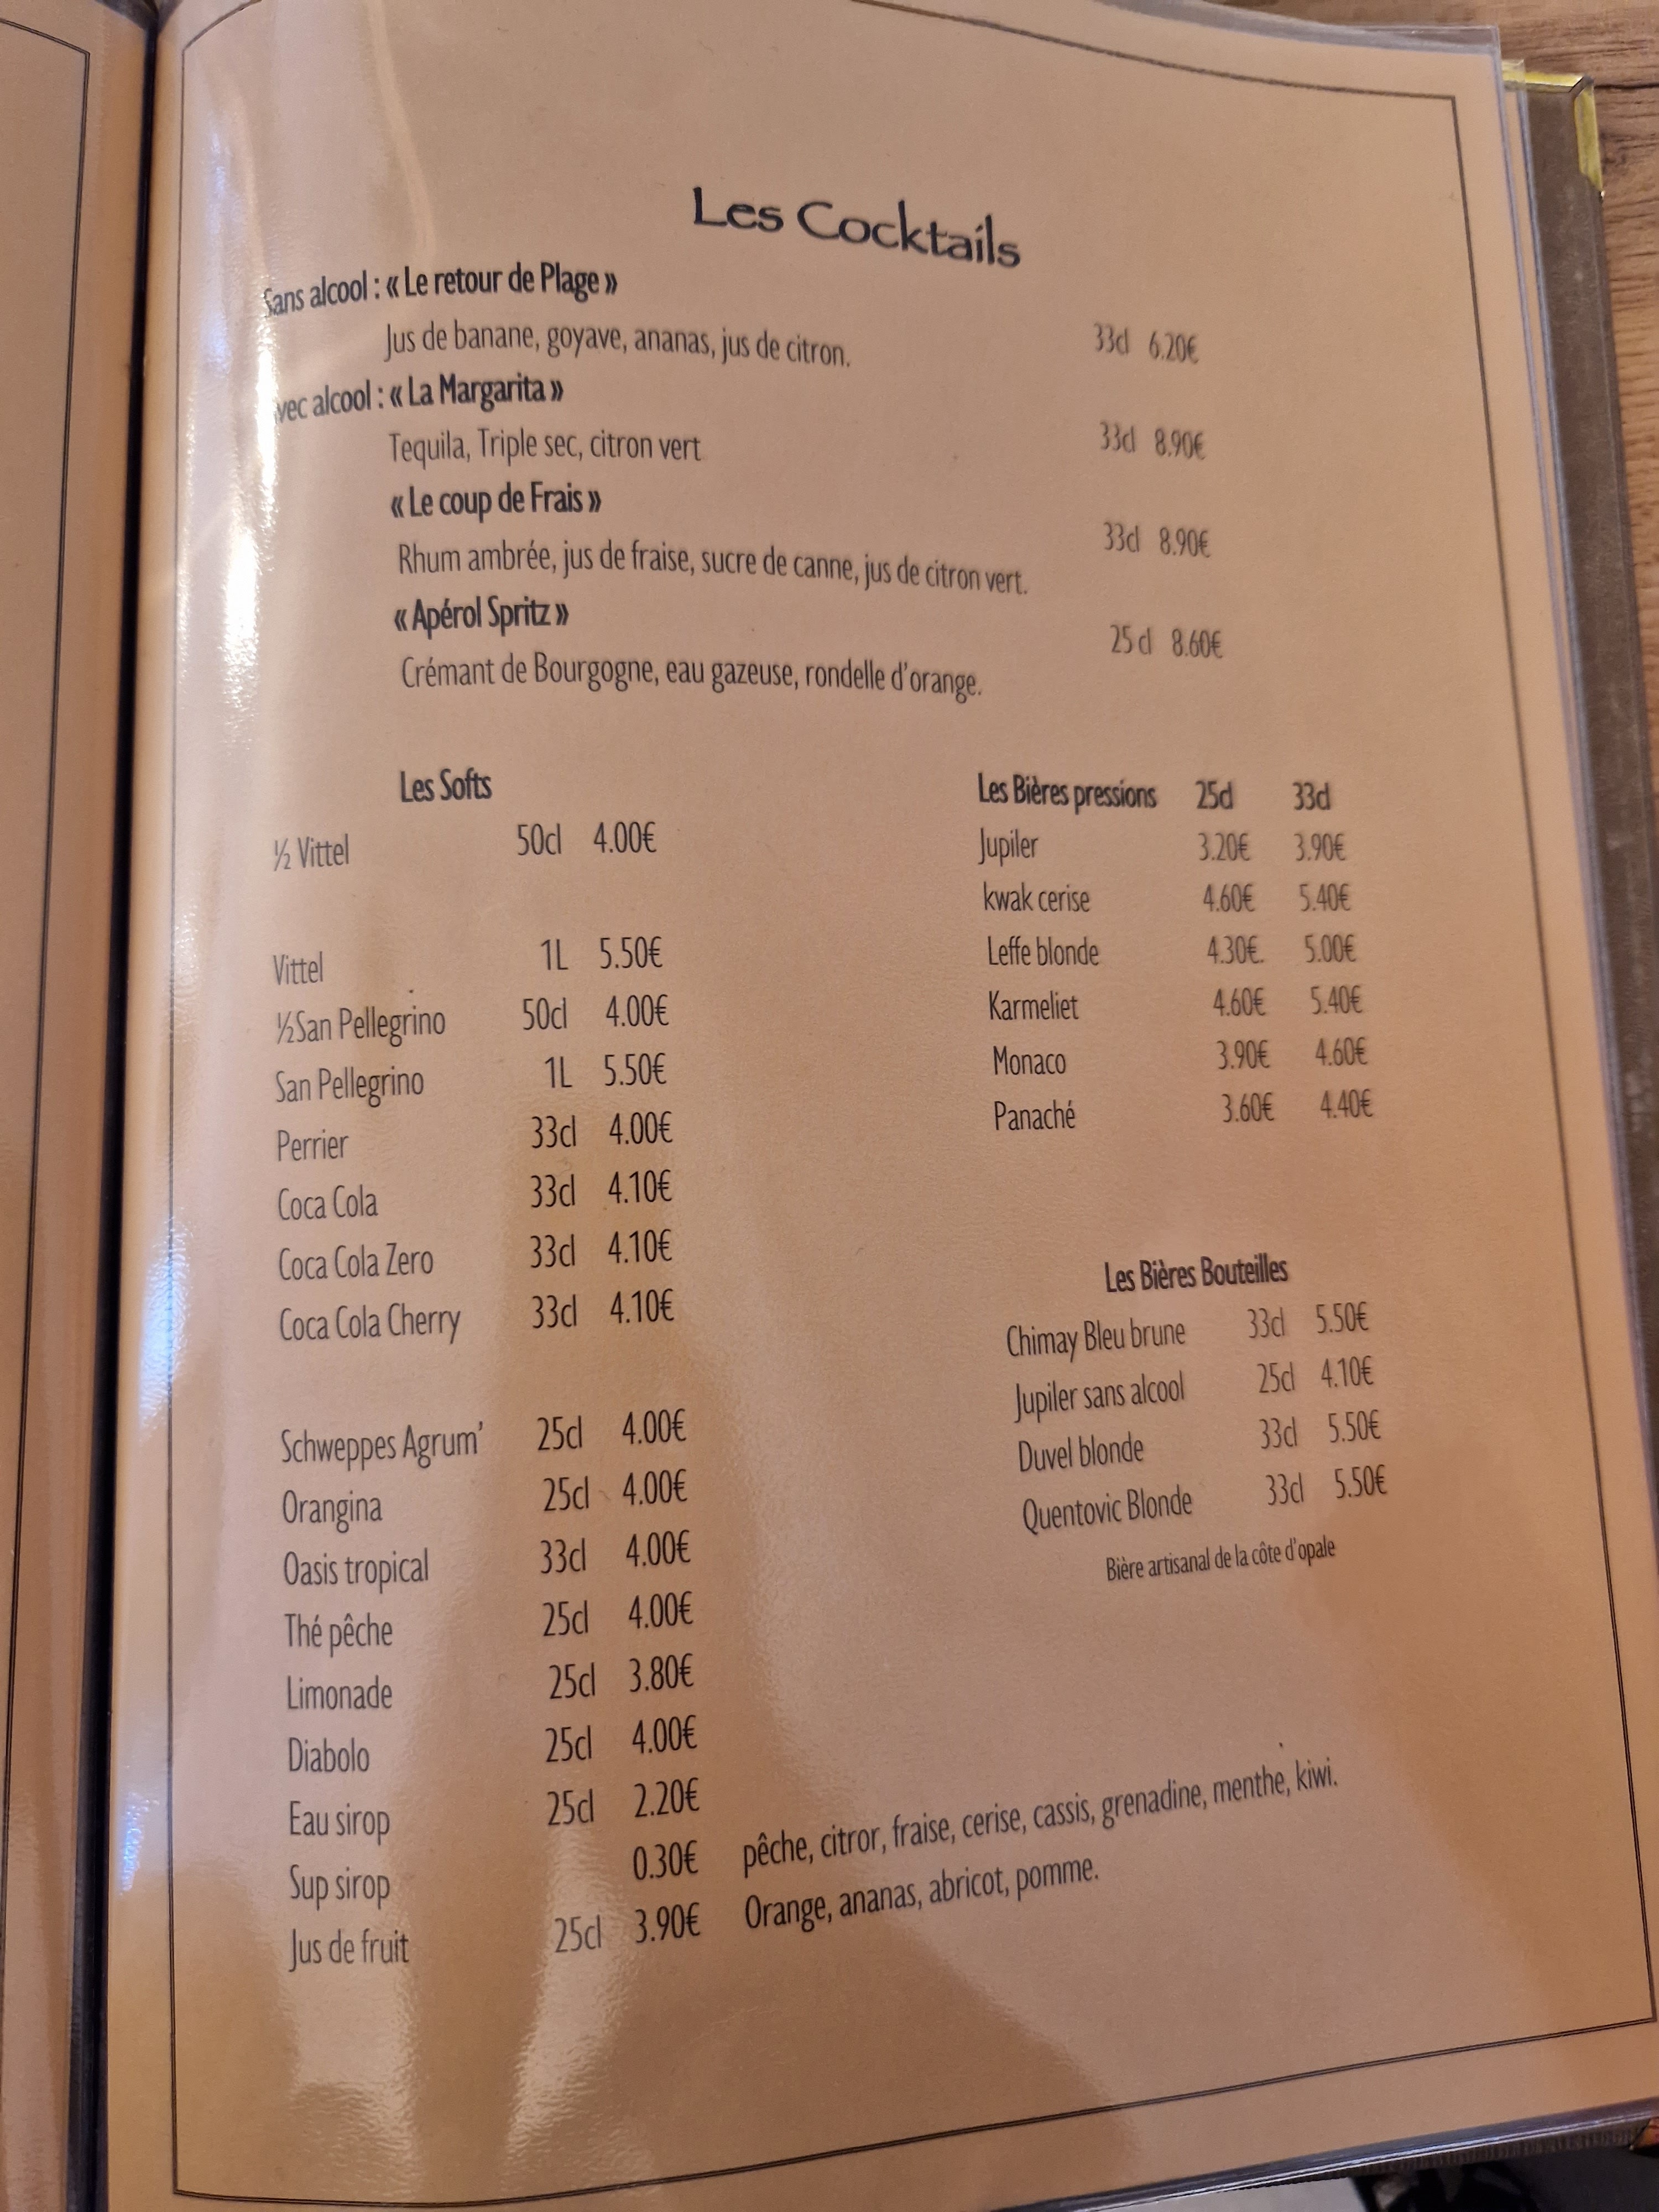 Les Cocktails
Sans alcool : « Le retour de Plage »
Jus de banane, goyave, ananas, jus de citron. 33cl 6.20€
vec alcool : « La Margarita »
Tequila, Triple sec, citron vert 33cl 8.90€
« Le coup de Frais »
Rhum ambrée, jus de fraise, sucre de canne, jus de citron vert. 33cl 8.90€
« Apérol Spritz »
Crémant de Bourgogne, eau gazeuse, rondelle d'orange. 25 cl 8.60€
Les Softs
½ Vittel 50cl 4.00€
Vittel 1L 5.50€
½San Pellegrino 50cl 4.00€
San Pellegrino 1L 5.50€
Perrier 33cl 4.00€
Coca Cola 33cl 4.10€
Coca Cola Zero 33cl 4.10€
Coca Cola Cherry 33cl 4.10€
Schweppes Agrum' 25cl 4.00€
Orangina 25cl 4.00€
Oasis tropical 33cl 4.00€
Thé pêche 25cl 4.00€
Limonade 25cl 3.80€
Diabolo 25cl 4.00€
Eau sirop 25cl 2.20€
Sup sirop 0.30€ pêche, citror, fraise, cerise, cassis, grenadine, menthe, kiwi.
Jus de fruit 25cl 3.90€ Orange, ananas, abricot, pomme.
Les Bières pressions 25cl 33cl
Jupiler 3.20€ 3.90€
kwak cerise 4.60€ 5.40€
Leffe blonde 4.30€. 5.00€
Karmeliet 4.60€ 5.40€
Monaco 3.90€ 4.60€
Panaché 3.60€ 4.40€
Les Bières Bouteilles
Chimay Bleu brune 33cl 5.50€
Jupiler sans alcool 25cl 4.10€
Duvel blonde 33cl 5.50€
Quentovic Blonde 33cl 5.50€
Bière artisanal de la côte d'opale